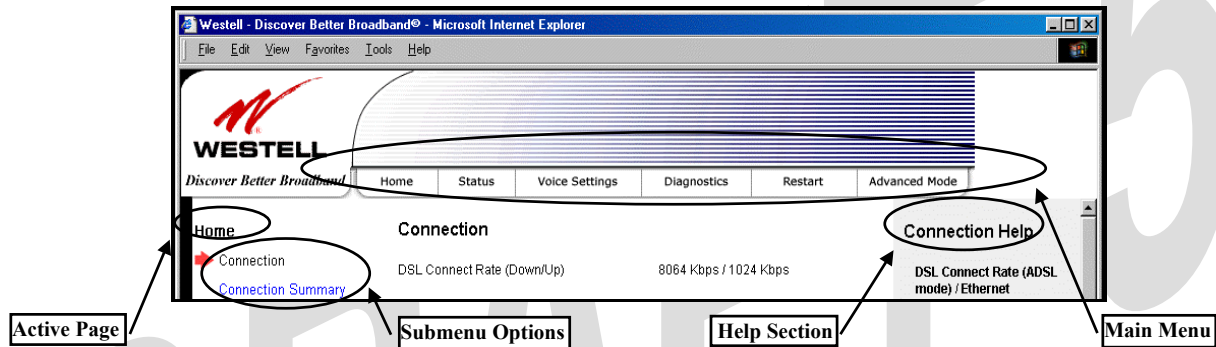 Westell - Discover Better Broadband® - Microsoft Internet Explorer
File Edit View Favorites Tools Help
WESTELL
®
Discover Better Broadband
Home Status Voice Settings Diagnostics Restart Advanced Mode
Home
Connection
Connection Summary
Connection
DSL Connect Rate (Down/Up) 8064 Kbps / 1024 Kbps
Connection Help
DSL Connect Rate (ADSL
mode) / Ethernet
Active Page
Submenu Options
Help Section
Main Menu